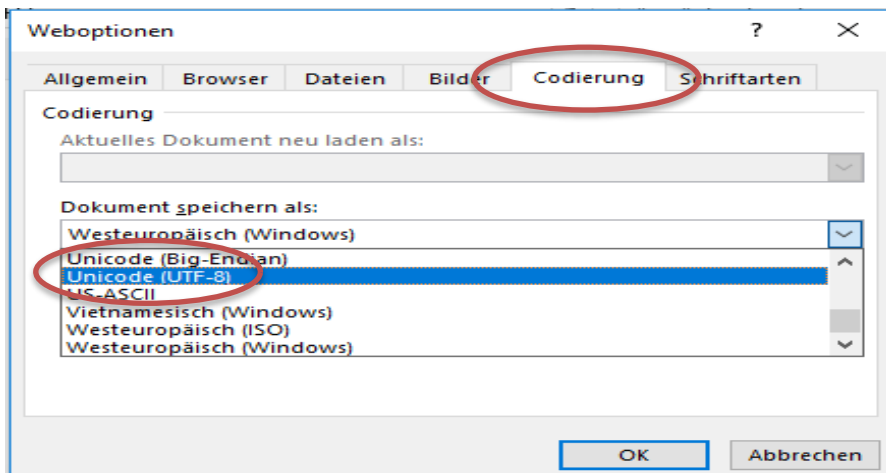 Weboptionen ? ×
Allgemein Browser Dateien Bilder Codierung Schriftarten
Codierung
Aktuelles Dokument neu laden als:
Dokument speichern als:
Westeuropäisch (Windows)
Unicode (Big-Endian)
Unicode (UTF-8)
US-ASCII
Vietnamesisch (Windows)
Westeuropäisch (ISO)
Westeuropäisch (Windows)
OK Abbrechen